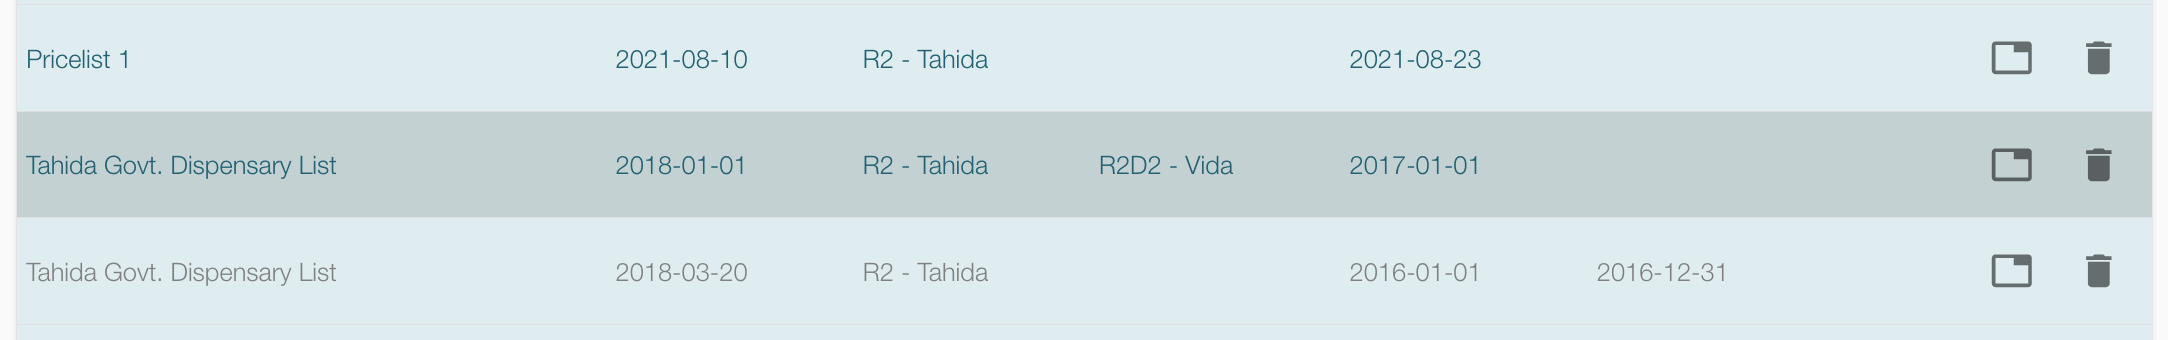 Pricelist 1 2021-08-10 R2 - Tahida 2021-08-23
Tahida Govt. Dispensary List 2018-01-01 R2 - Tahida R2D2 - Vida 2017-01-01
Tahida Govt. Dispensary List 2018-03-20 R2 - Tahida 2016-01-01 2016-12-31